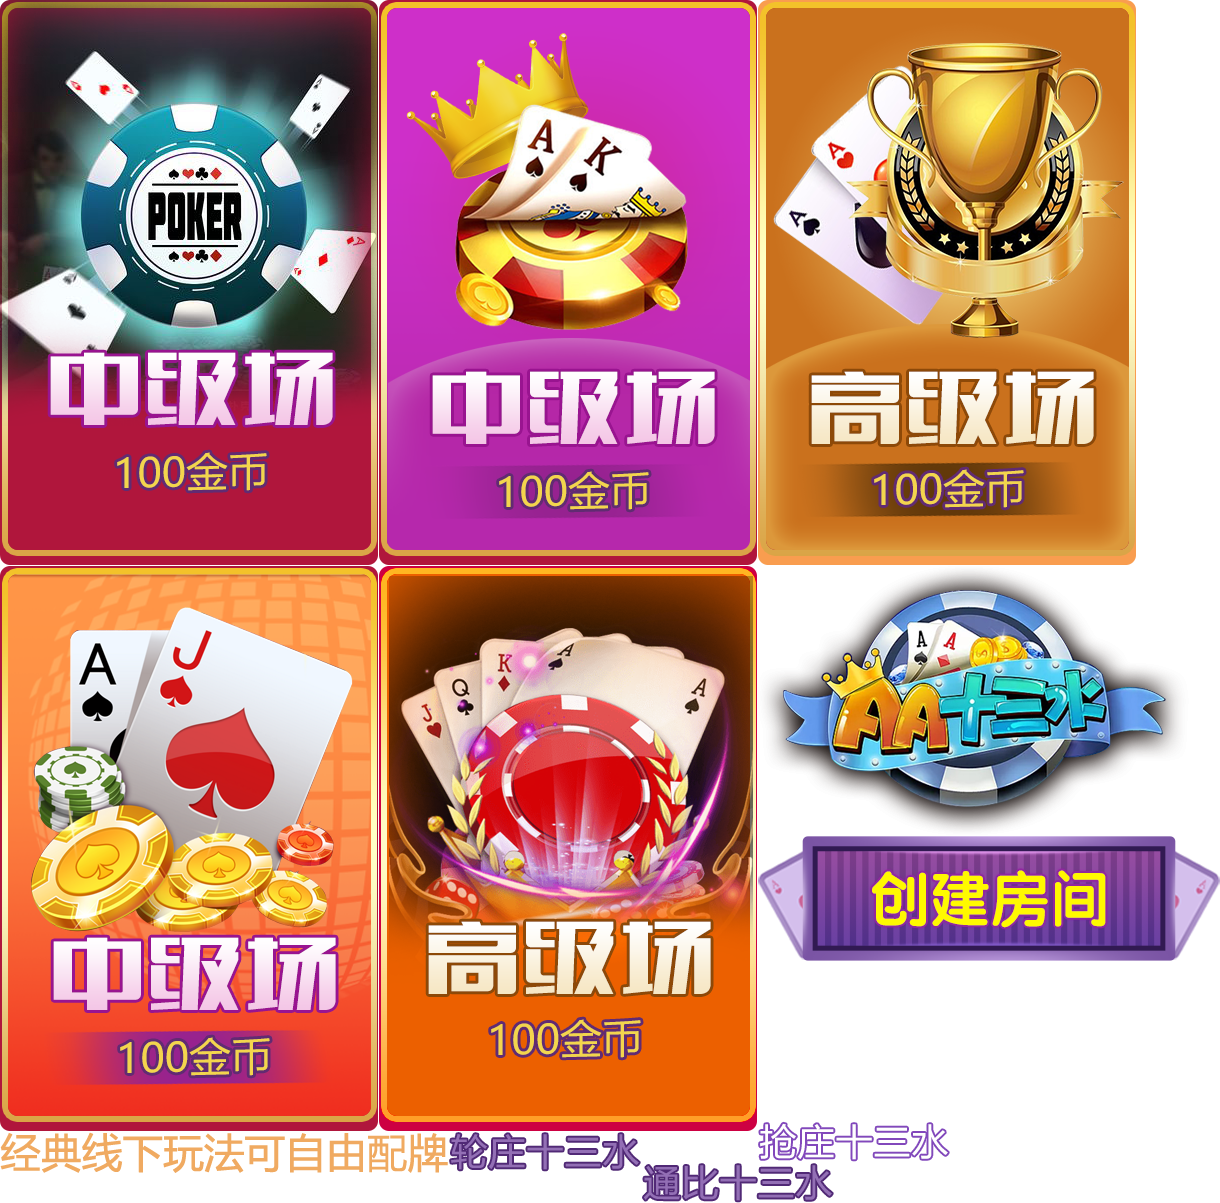 POKER
中级场
100金币
A
K
中级场
100金币
A
A
高级场
100金币
A
J
中级场
100金币
J
Q
K
A
A
高级场
100金币
A
A
AA十三水
创建房间
经典线下玩法可自由配牌
轮庄十三水
抢庄十三水
通比十三水